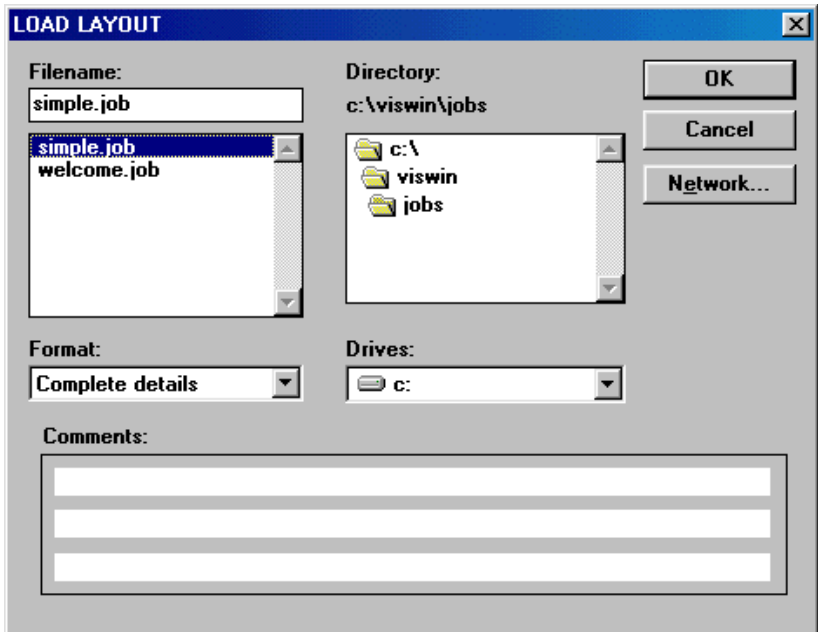 LOAD LAYOUT
Filename:
simple.job
simple.job
welcome.job
Directory:
c:\viswin\jobs
c:\
viswin
jobs
OK
Cancel
Network...
Format:
Complete details
Drives:
c:
Comments: